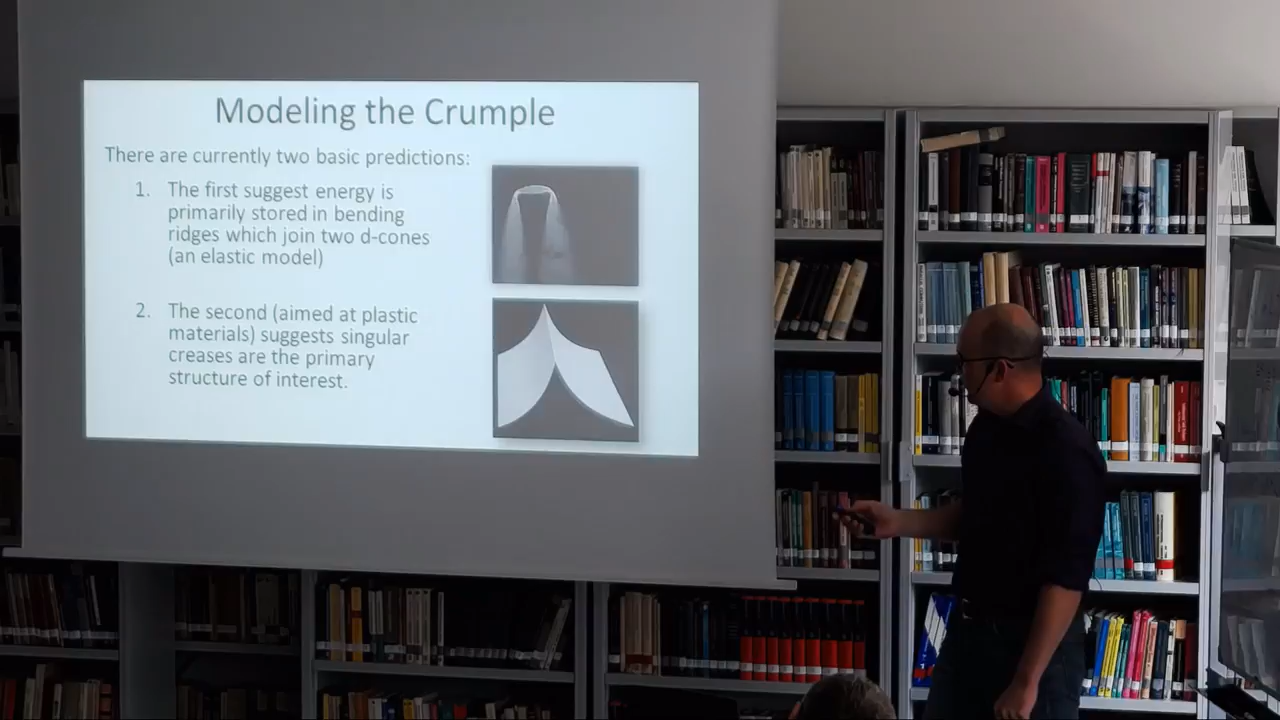 Modeling the Crumple
There are currently two basic predictions:
1. The first suggest energy is
primarily stored in bending
ridges which join two d-cones
(an elastic model)
2. The second (aimed at plastic
materials) suggests singular
creases are the primary
structure of interest.